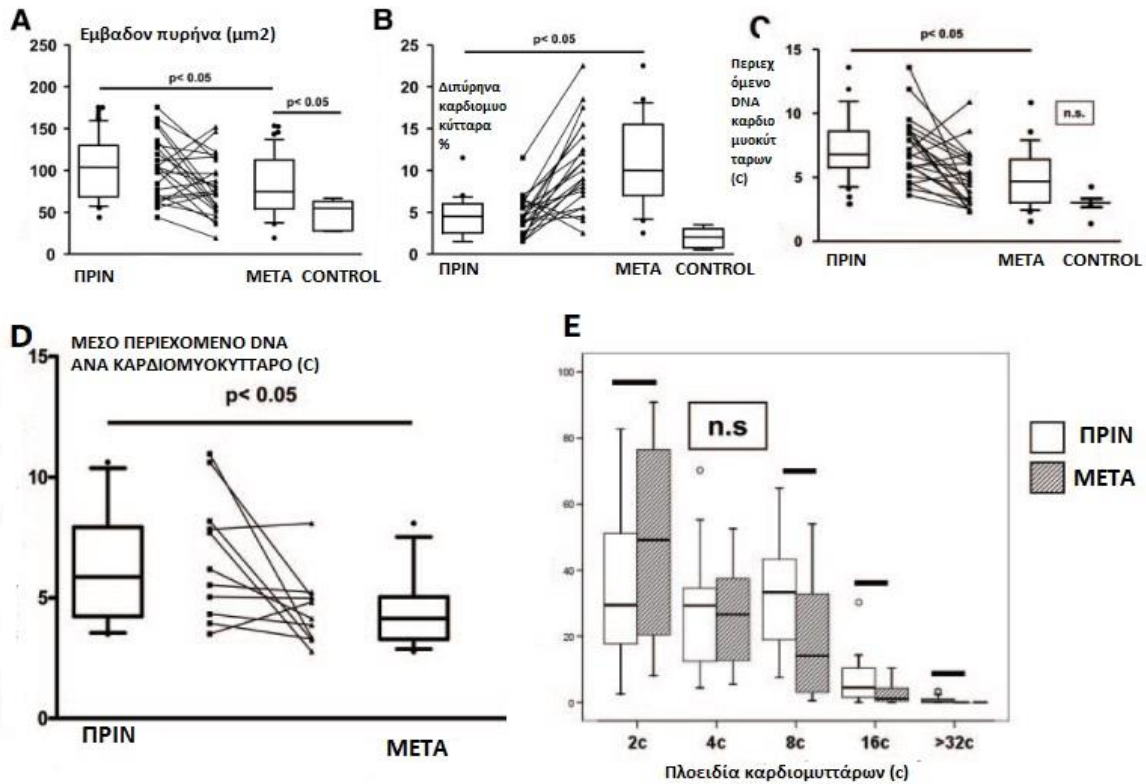 A
Εμβαδον πυρήνα (μm2)
250
200
150
100
50
0
p< 0.05
p< 0.05
ΠΡΙΝ
ΜΕΤΑ
CONTROL
B
25
20
15
10
5
0
p < 0.05
Διπύρηνα
καρδιομυο
κύτταρα
%
ΠΡΙΝ
ΜΕΤΑ
CONTROL
C
15
10
5
0
p < 0.05
Περιεχ
όμενο
DNA
καρδιο
μυοκύτ
ταρων
(C)
n.s.
ΠΡΙΝ
ΜΕΤΑ
CONTROL
D
ΜΕΣΟ ΠΕΡΙΕΧΟΜΕΝΟ DNA
ΑΝΑ ΚΑΡΔΙΟΜΥΟΚΥΤΤΑΡΟ (C)
15
10
5
0
p< 0.05
ΠΡΙΝ
ΜΕΤΑ
E
100
80
60
40
20
0
n.s
ΠΡΙΝ
ΜΕΤΑ
2c
4c
8c
16c
>32c
Πλοειδία καρδιομυττάρων (c)